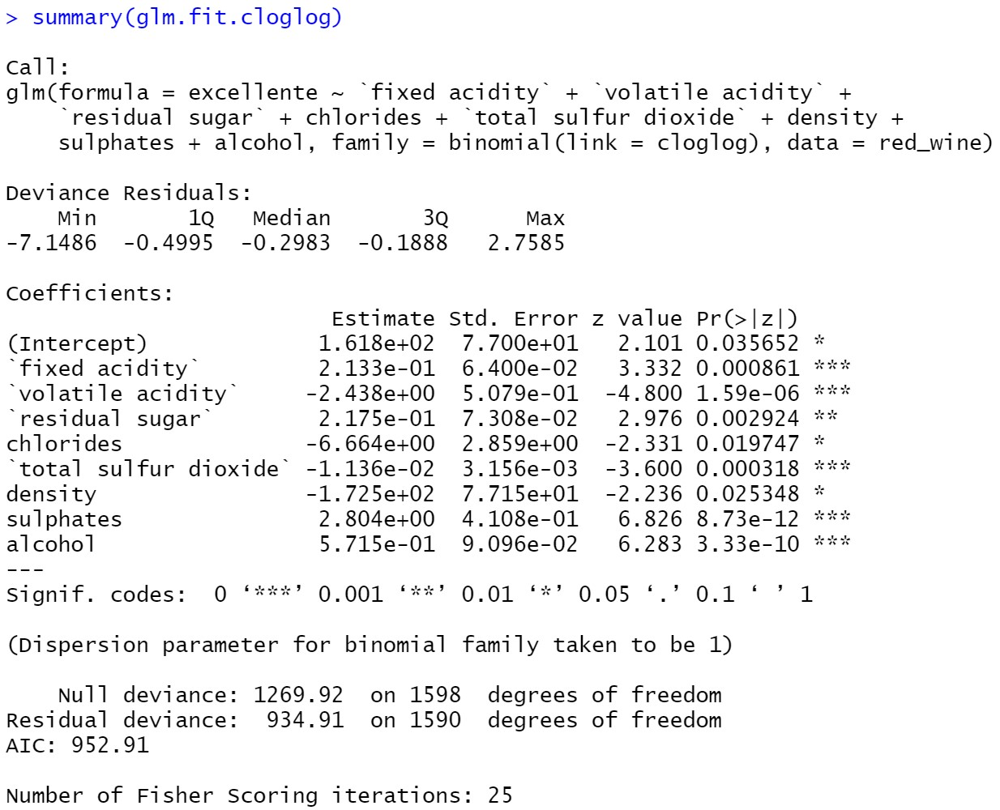 > summary(glm.fit.cloglog)

Call:
glm(formula = excellente ~ `fixed acidity` + `volatile acidity` +
    `residual sugar` + chlorides + `total sulfur dioxide` + density +
    sulphates + alcohol, family = binomial(link = cloglog), data = red_wine)

Deviance Residuals:
    Min       1Q   Median       3Q      Max
-7.1486  -0.4995  -0.2983  -0.1888   2.7585

Coefficients:
                         Estimate Std. Error z value Pr(>|z|)
(Intercept)             1.618e+02  7.700e+01   2.101 0.035652 *
`fixed acidity`         2.133e-01  6.400e-02   3.332 0.000861 ***
`volatile acidity`     -2.438e+00  5.079e-01  -4.800 1.59e-06 ***
`residual sugar`        2.175e-01  7.308e-02   2.976 0.002924 **
chlorides              -6.664e+00  2.859e+00  -2.331 0.019747 *
`total sulfur dioxide` -1.136e-02  3.156e-03  -3.600 0.000318 ***
density                -1.725e+02  7.715e+01  -2.236 0.025348 *
sulphates               2.804e+00  4.108e-01   6.826 8.73e-12 ***
alcohol                 5.715e-01  9.096e-02   6.283 3.33e-10 ***
---
Signif. codes:  0 ‘***’ 0.001 ‘**’ 0.01 ‘*’ 0.05 ‘.’ 0.1 ‘ ’ 1

(Dispersion parameter for binomial family taken to be 1)

    Null deviance: 1269.92  on 1598  degrees of freedom
Residual deviance:  934.91  on 1590  degrees of freedom
AIC: 952.91

Number of Fisher Scoring iterations: 25